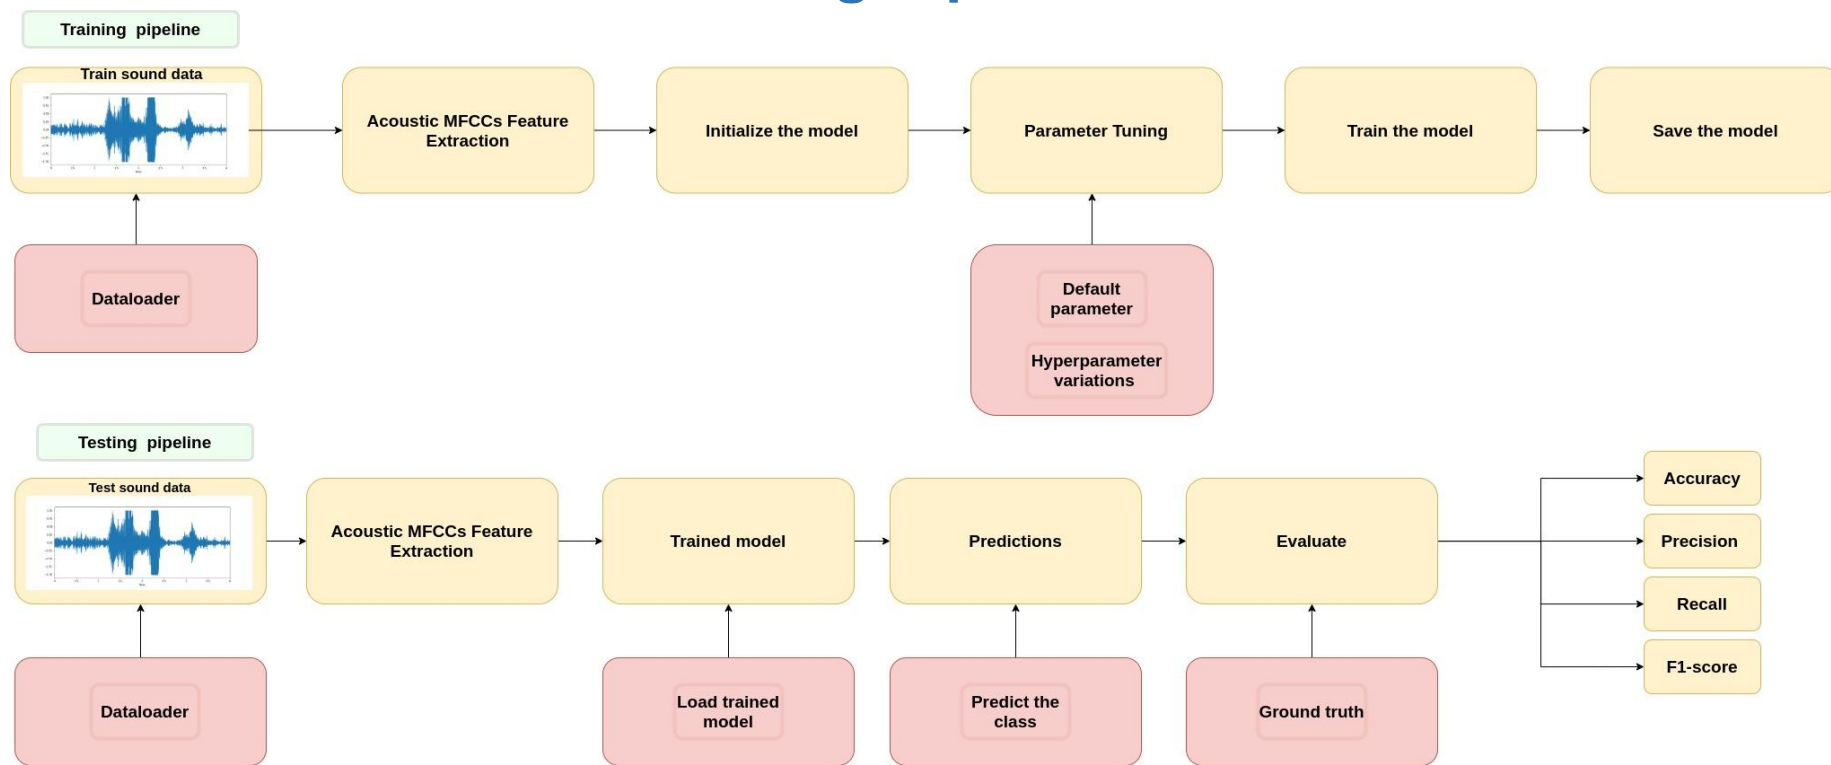 Training pipeline
Train sound data
Acoustic MFCCs Feature
Extraction
Initialize the model
Parameter Tuning
Train the model
Save the model
Dataloader
Default
parameter
Hyperparameter
variations
Testing pipeline
Test sound data
Acoustic MFCCs Feature
Extraction
Trained model
Predictions
Evaluate
Accuracy
Precision
Recall
F1-score
Dataloader
Load trained
model
Predict the
class
Ground truth